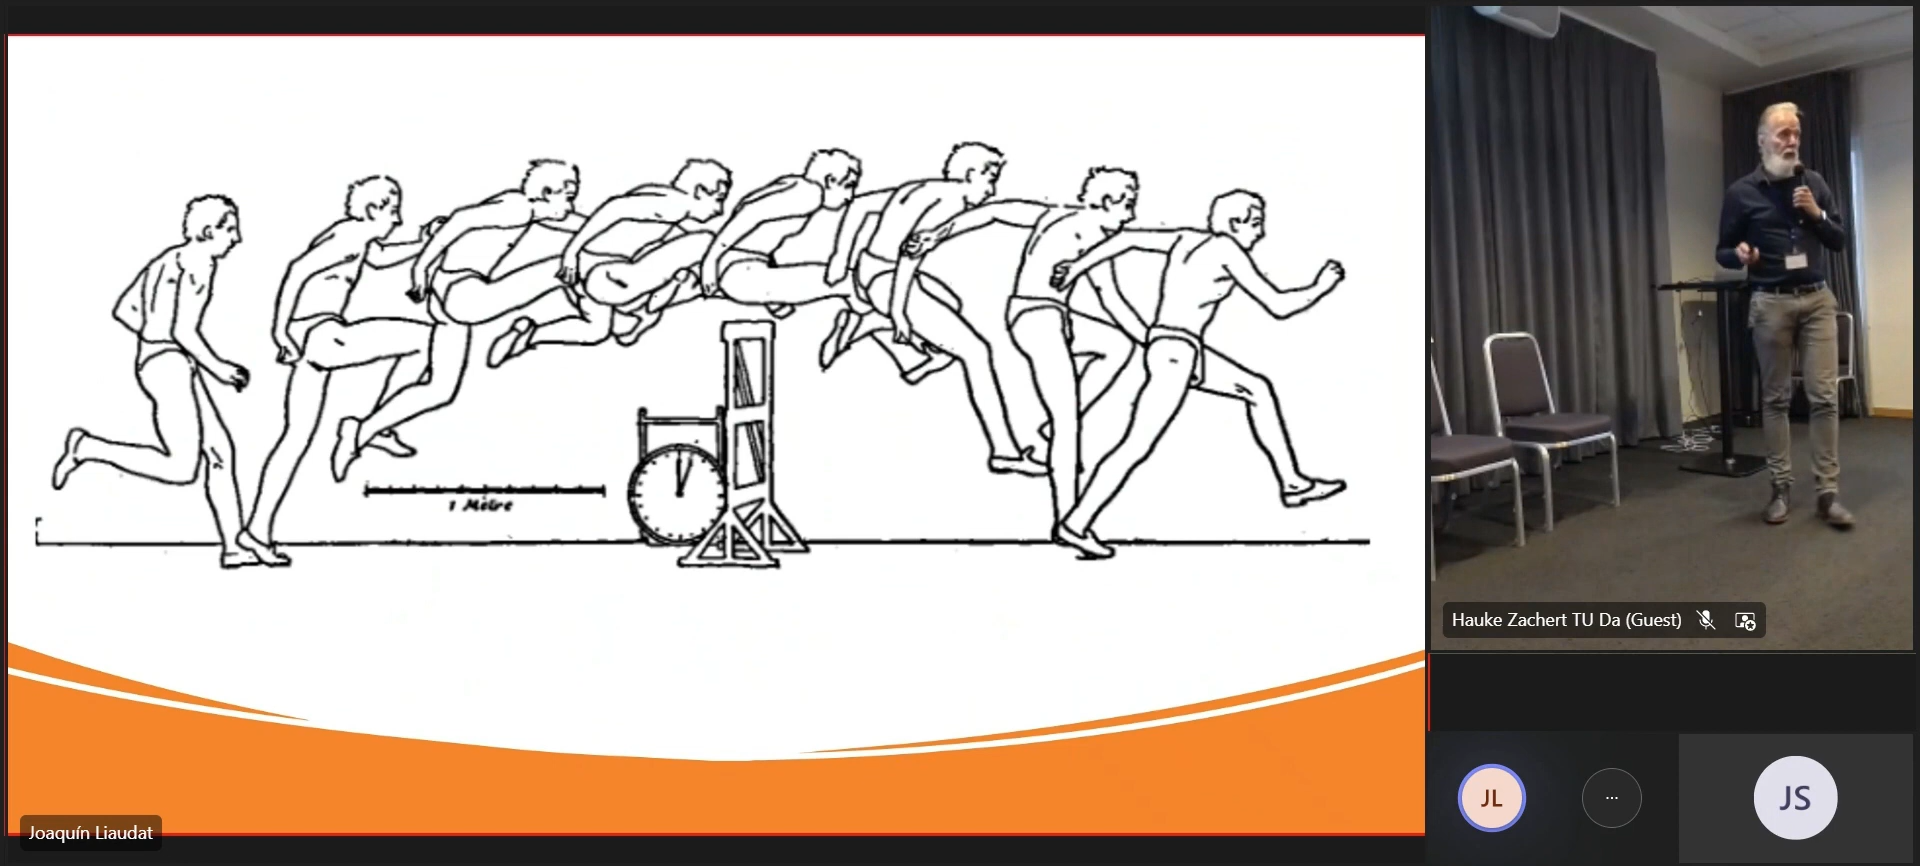 1 Mètre
Joaquín Liaudat
Hauke Zachert TU Da (Guest)
JL
...
JS